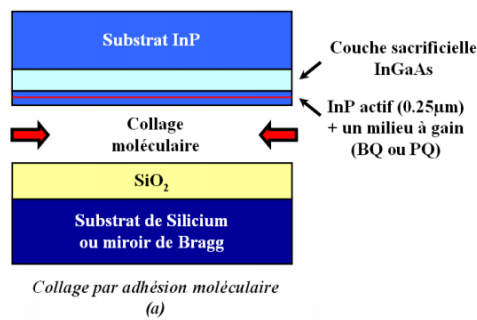 Substrat InP
Couche sacrificielle
InGaAs
InP actif (0.25µm)
+ un milieu à gain
(BQ ou PQ)
Collage
moléculaire
SiO₂
Substrat de Silicium
ou miroir de Bragg
Collage par adhésion moléculaire
(a)